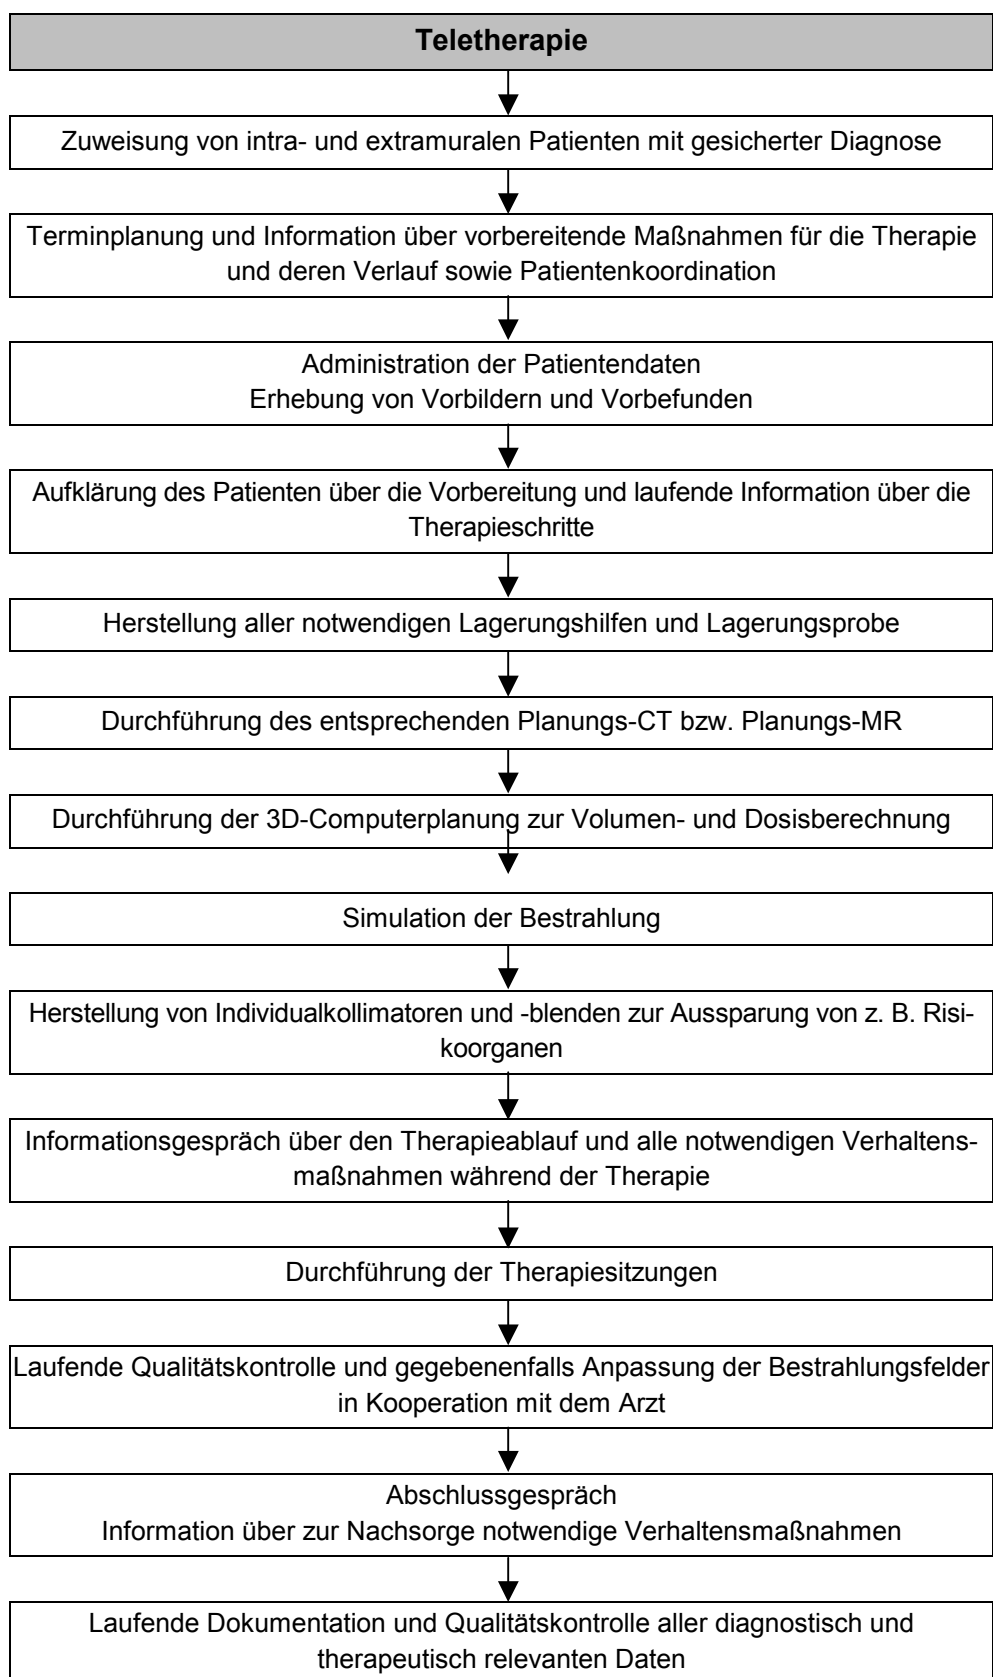 Teletherapie
Zuweisung von intra- und extramuralen Patienten mit gesicherter Diagnose
Terminplanung und Information über vorbereitende Maßnahmen für die Therapie
und deren Verlauf sowie Patientenkoordination
Administration der Patientendaten
Erhebung von Vorbildern und Vorbefunden
Aufklärung des Patienten über die Vorbereitung und laufende Information über die
Therapieschritte
Herstellung aller notwendigen Lagerungshilfen und Lagerungsprobe
Durchführung des entsprechenden Planungs-CT bzw. Planungs-MR
Durchführung der 3D-Computerplanung zur Volumen- und Dosisberechnung
Simulation der Bestrahlung
Herstellung von Individualkollimatoren und -blenden zur Aussparung von z. B. Risi-
koorganen
Informationsgespräch über den Therapieablauf und alle notwendigen Verhaltens-
maßnahmen während der Therapie
Durchführung der Therapiesitzungen
Laufende Qualitätskontrolle und gegebenenfalls Anpassung der Bestrahlungsfelder
in Kooperation mit dem Arzt
Abschlussgespräch
Information über zur Nachsorge notwendige Verhaltensmaßnahmen
Laufende Dokumentation und Qualitätskontrolle aller diagnostisch und
therapeutisch relevanten Daten